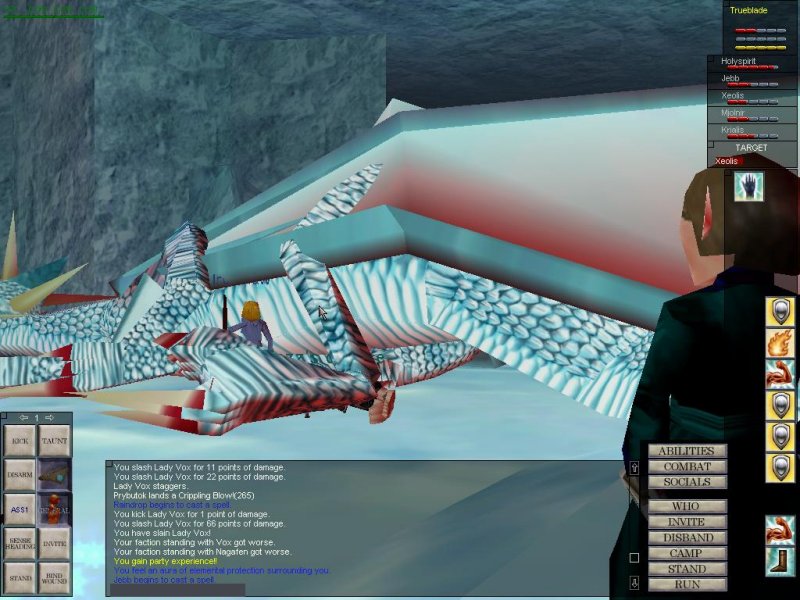 Trueblade
Holyspirit
Jebb
Xeolis
Mjolnir
Krialis
TARGET
Xeolis
1
KICK
TAUNT
DISARM
ASS1
GENERAL
SENSE HEADING
INVITE
STAND
BIND WOUND
You slash Lady Vox for 11 points of damage.
You slash Lady Vox for 22 points of damage.
Lady Vox staggers.
Prybutok lands a Crippling Blow!(265)
Raindrop begins to cast a spell.
You kick Lady Vox for 1 point of damage.
You slash Lady Vox for 66 points of damage.
You have slain Lady Vox!
Your faction standing with Vox got worse.
Your faction standing with Nagafen got worse.
You gain party experience!!
You feel an aura of elemental protection surrounding you.
Jebb begins to cast a spell.
ABILITIES
COMBAT
SOCIALS
WHO
INVITE
DISBAND
CAMP
STAND
RUN